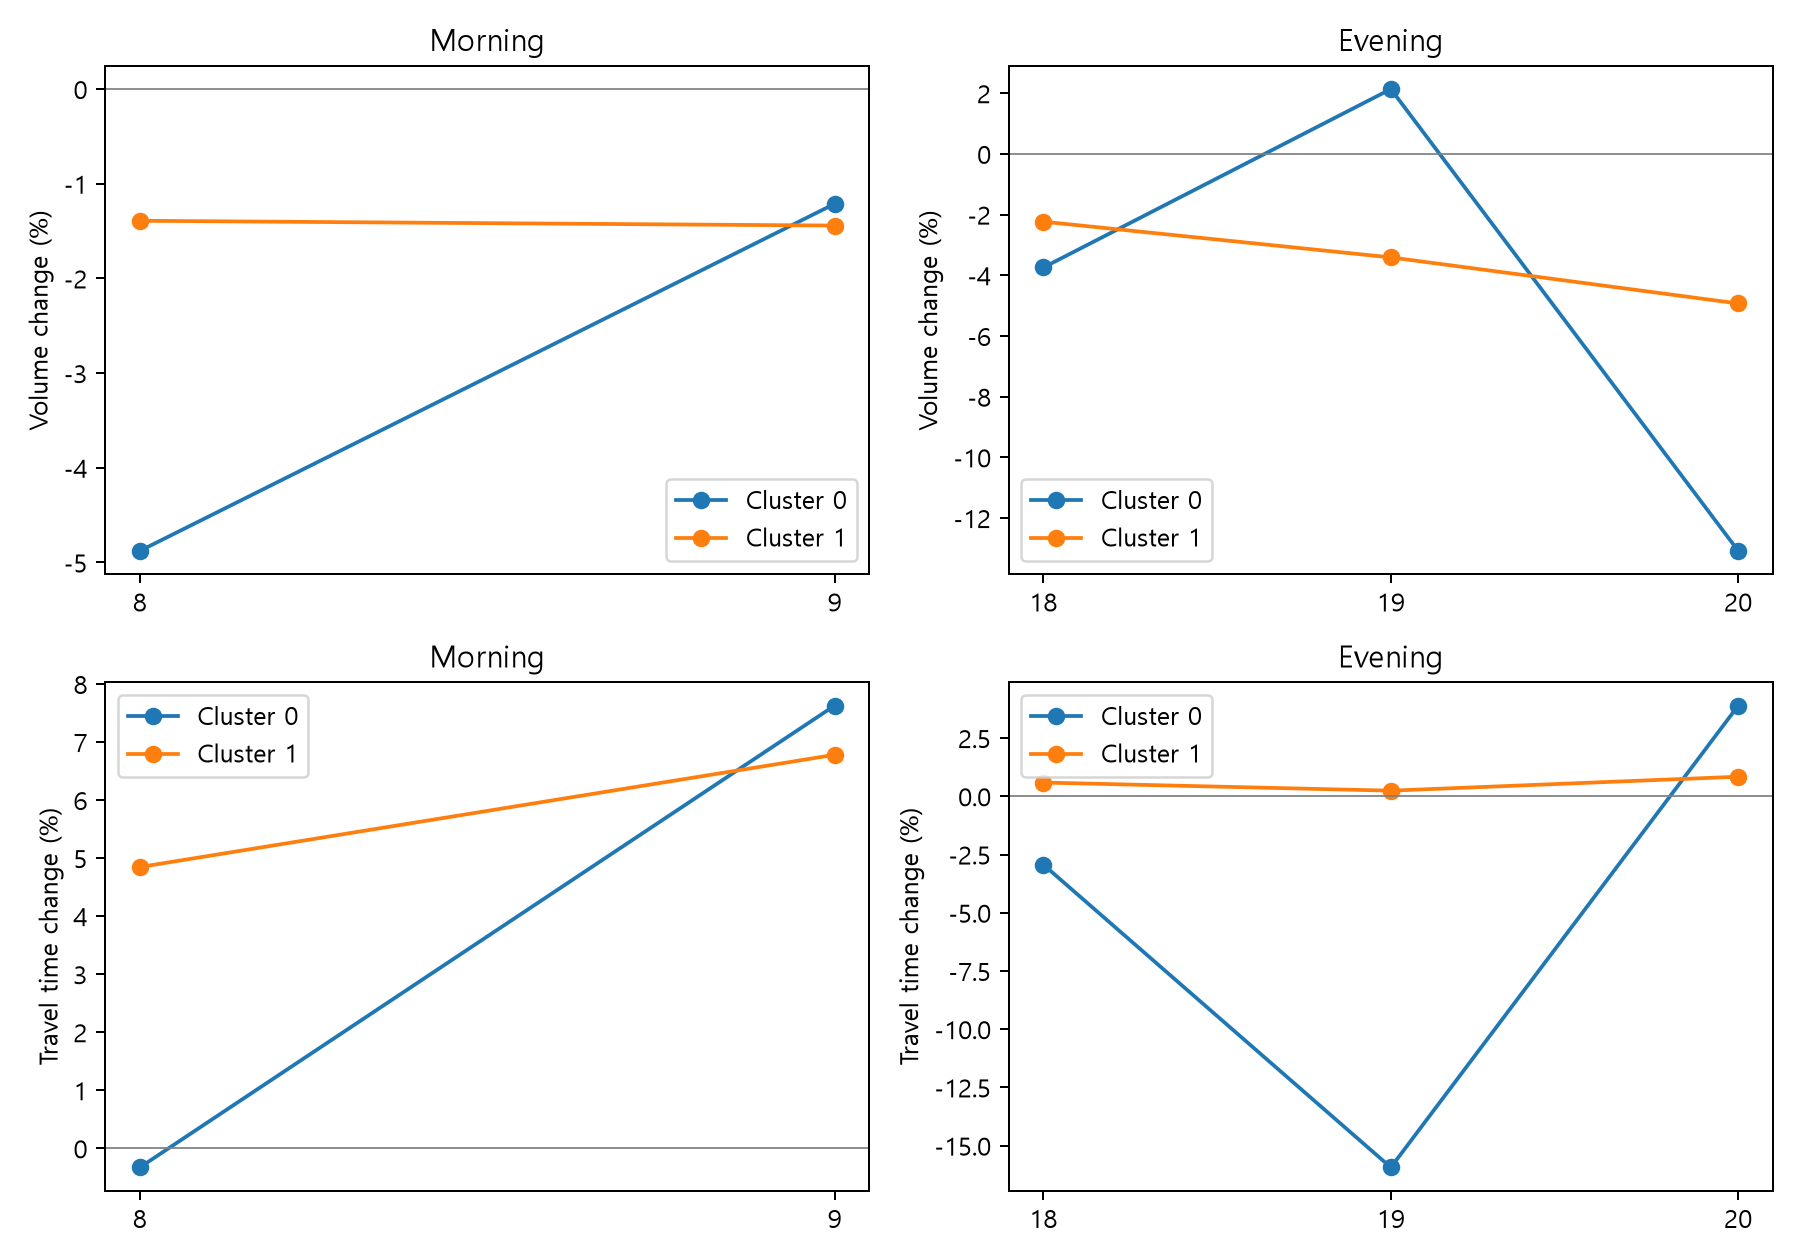 Morning
Volume change (%)
0
-1
-2
-3
-4
-5
Cluster 0
Cluster 1
8 9
Evening
Volume change (%)
2
0
-2
-4
-6
-8
-10
-12
Cluster 0
Cluster 1
18 19 20
Morning
Travel time change (%)
8
7
6
5
4
3
2
1
0
Cluster 0
Cluster 1
8 9
Evening
Travel time change (%)
2.5
0.0
-2.5
-5.0
-7.5
-10.0
-12.5
-15.0
Cluster 0
Cluster 1
18 19 20